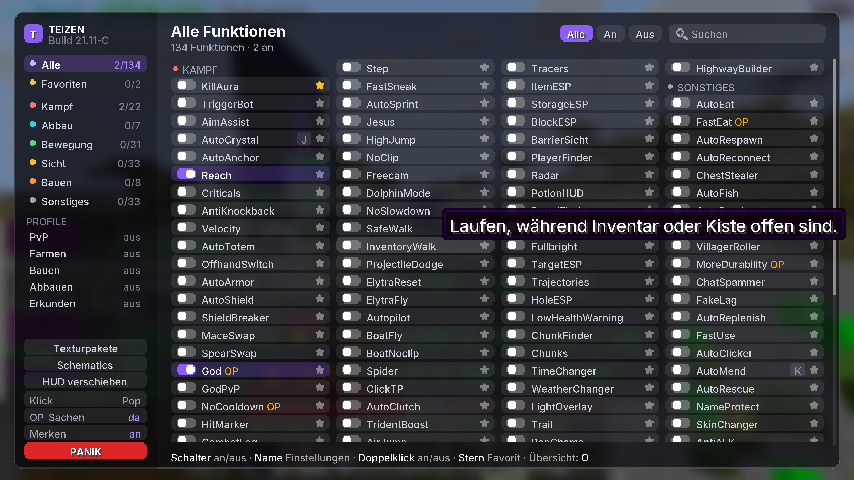 TEIZEN
Build 21.11-C
Alle 2/134
Favoriten 0/2
Kampf 2/22
Abbau 0/7
Bewegung 0/31
Sicht 0/33
Bauen 0/8
Sonstiges 0/33
PROFILE
PvP aus
Farmen aus
Bauen aus
Abbauen aus
Erkunden aus
Texturpakete
Schematics
HUD verschieben
Klick Pop
OP-Sachen da
Merken an
PANIK
Alle Funktionen
134 Funktionen · 2 an
Alle An Aus
Suchen
KAMPF
KillAura
TriggerBot
AimAssist
AutoCrystal J
AutoAnchor
Reach
Criticals
AntiKnockback
Velocity
AutoTotem
OffhandSwitch
AutoArmor
AutoShield
ShieldBreaker
MaceSwap
SpearSwap
God OP
GodPvP
NoCooldown OP
HitMarker
Step
FastSneak
AutoSprint
Jesus
HighJump
NoClip
Freecam
DolphinMode
NoSlowdown
SafeWalk
InventoryWalk
ProjectileDodge
ElytraReset
ElytraFly
Autopilot
BoatFly
BoatNoclip
Spider
ClickTP
AutoClutch
TridentBoost
Tracers
ItemESP
StorageESP
BlockESP
BarrierSicht
PlayerFinder
Radar
PotionHUD
Laufen, während Inventar oder Kiste offen sind.
Fullbright
TargetESP
Trajectories
HoleESP
LowHealthWarning
ChunkFinder
Chunks
TimeChanger
WeatherChanger
LightOverlay
Trail
HighwayBuilder
SONSTIGES
AutoEat
FastEat OP
AutoRespawn
AutoReconnect
ChestStealer
AutoFish
VillagerRoller
MoreDurability OP
ChatSpammer
FakeLag
AutoReplenish
FastUse
AutoClicker
AutoMend K
AutoRescue
NameProtect
SkinChanger
Schalter an/aus · Name Einstellungen · Doppelklick an/aus · Stern Favorit · Übersicht: O